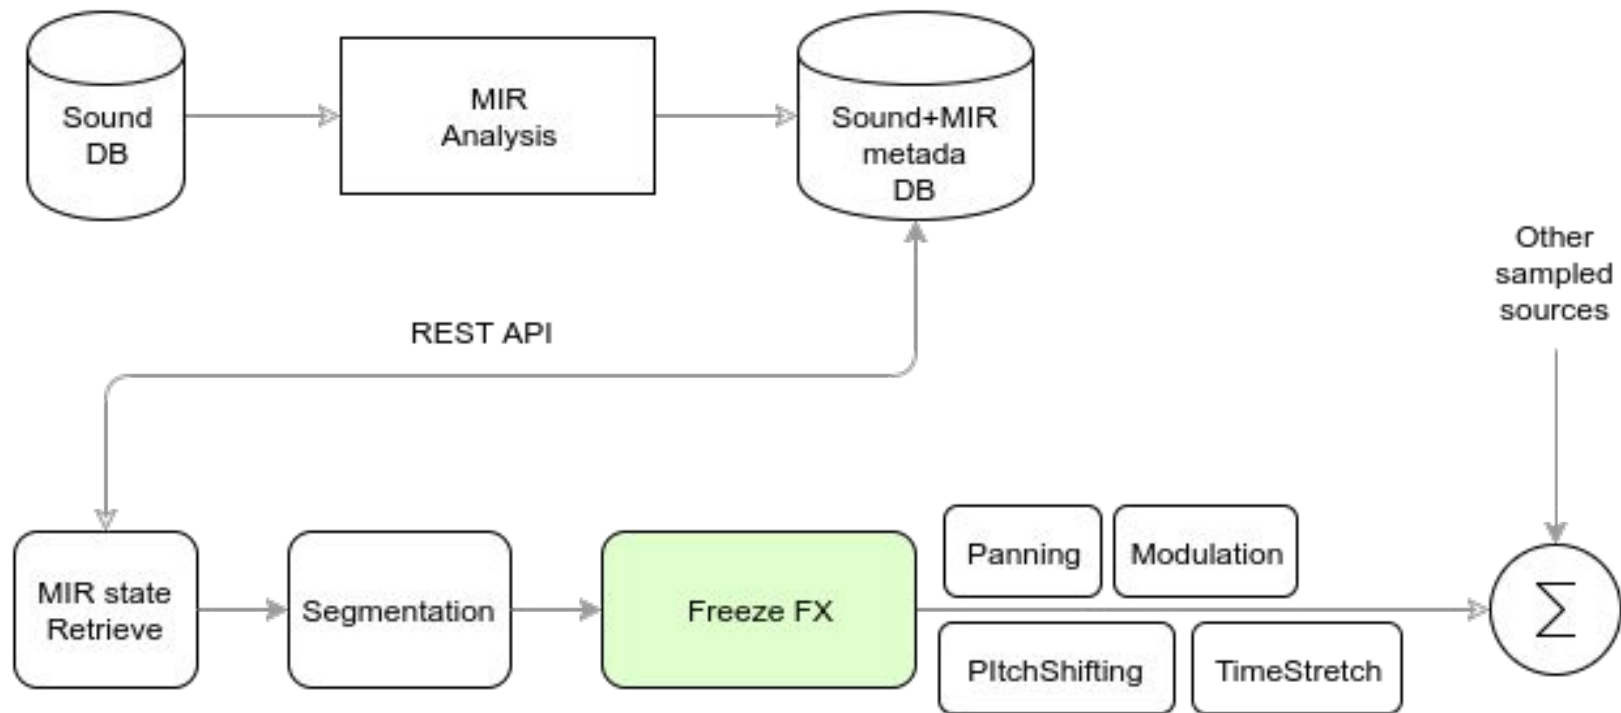 Sound
DB
MIR
Analysis
Sound+MIR
metada
DB
Other
sampled
sources
REST API
MIR state
Retrieve
Segmentation
Freeze FX
Panning
Modulation
PItchShifting
TimeStretch
Σ